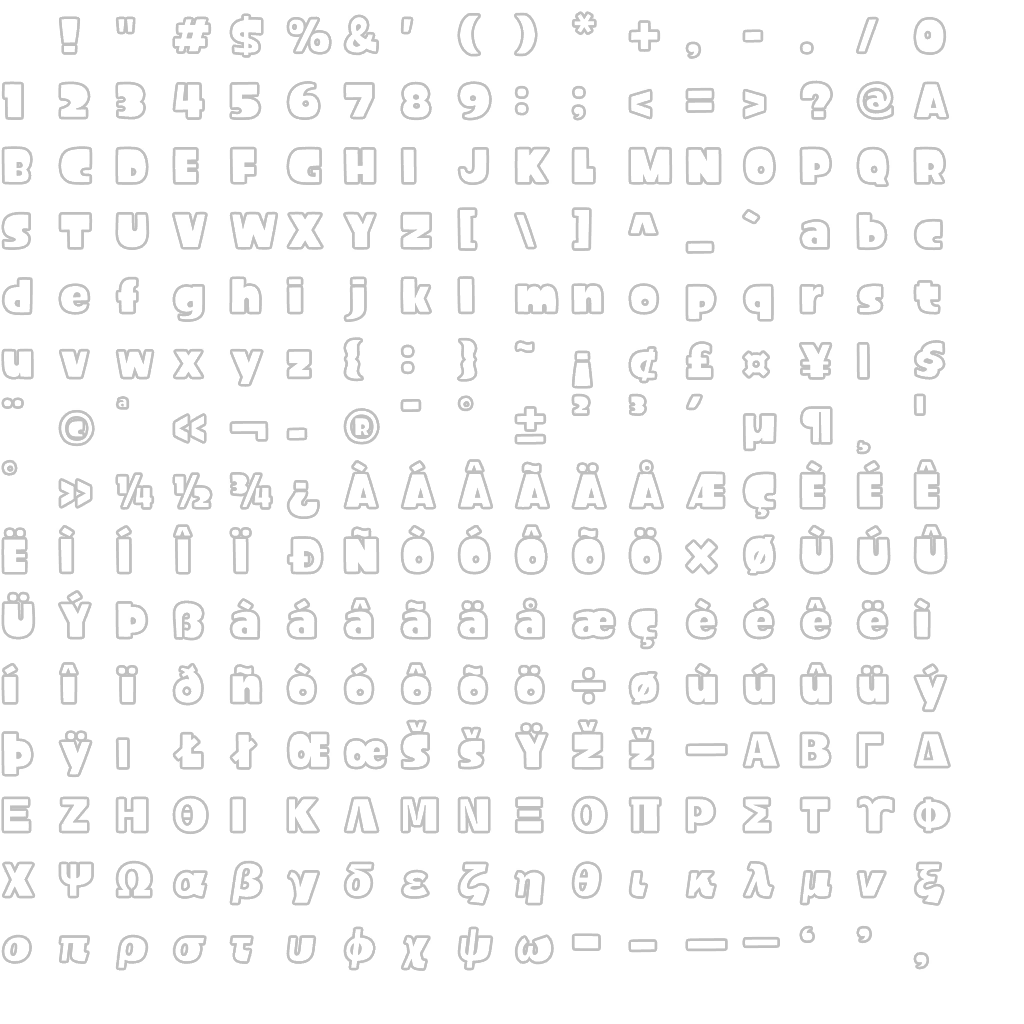 ! " # $ % & ' ( ) * + , - . / 0
1 2 3 4 5 6 7 8 9 : ; < = > ? @ A
B C D E F G H I J K L M N O P Q R
S T U V W X Y Z [ \ ] ^ _ ` a b c
d e f g h i j k l m n o p q r s t
u v w x y z { : } ~ ¡ ¢ £ ¤ ¥ | §
¨ © ª « ¬ - ® ¯ ° ± ² ³ ´ µ ¶ ¸ ˈ
° » ¼ ½ ¾ ¿ À Á Â Ã Ä Å Æ Ç È É Ê
Ë Ì Í Î Ï Ð Ñ Ò Ó Ô Õ Ö × Ø Ù Ú Û
Ü Ý Þ ß à á â ã ä å æ ç è é ê ë ì
í î ï ð ñ ò ó ô õ ö ÷ ø ù ú û ü ý
þ ÿ ı Ł ł Œ œ Š š Ÿ Ž ž — Α Β Γ Δ
Ε Ζ Η Θ Ι Κ Λ Μ Ν Ξ Ο Π Ρ Σ Τ Υ Φ
Χ Ψ Ω α β γ δ ε ζ η θ ι κ λ μ ν ξ
ο π ρ σ τ υ φ χ ψ ω - – — ― ‘ ’ ‚